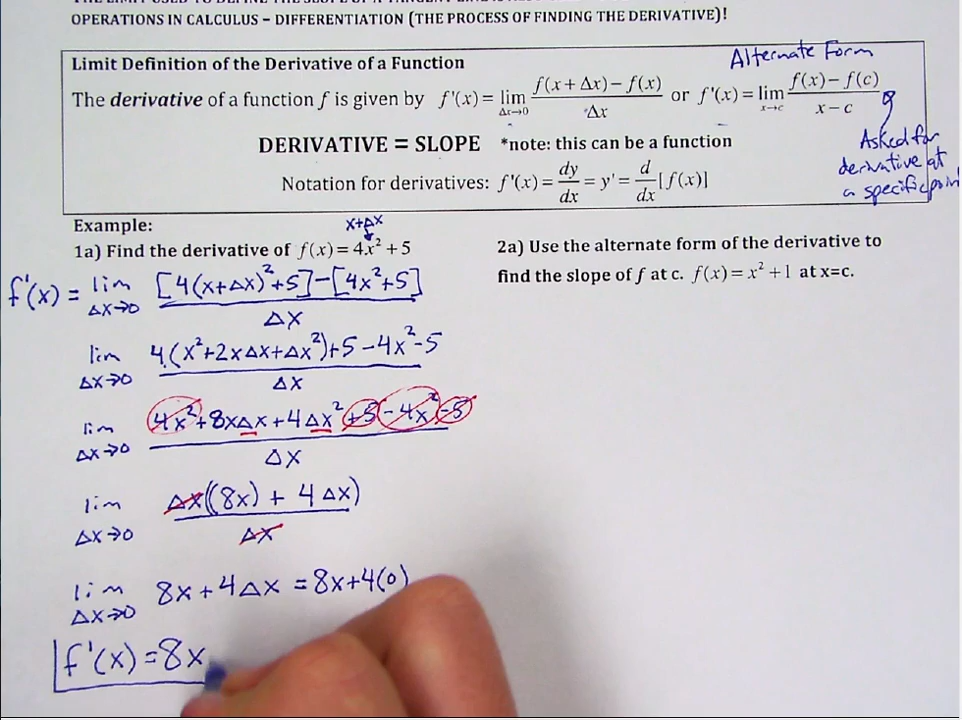 OPERATIONS IN CALCULUS – DIFFERENTIATION (THE PROCESS OF FINDING THE DERIVATIVE)!
Alternate Form
Limit Definition of the Derivative of a Function
The derivative of a function f is given by f'(x) = lim Δx→0 (f(x + Δx) – f(x))/Δx or f'(x) = lim x→c (f(x) – f(c))/(x – c)
DERIVATIVE = SLOPE *note: this can be a function
Asked for
derivative at
a specific point
Notation for derivatives: f'(x) = dy/dx = y' = d/dx [f(x)]
Example:
x+Δx
1a) Find the derivative of f(x) = 4x² + 5
f'(x) = lim Δx→0 ([4(x+Δx)²+5]–[4x²+5])/Δx
lim Δx→0 (4(x²+2xΔx+Δx²)+5–4x²–5)/Δx
lim Δx→0 (4x²+8xΔx+4Δx²+5–4x²–5)/Δx
lim Δx→0 (Δx((8x) + 4Δx))/Δx
lim Δx→0 8x+4Δx = 8x+4(0)
f'(x) = 8x
2a) Use the alternate form of the derivative to
find the slope of f at c. f(x) = x² + 1 at x=c.